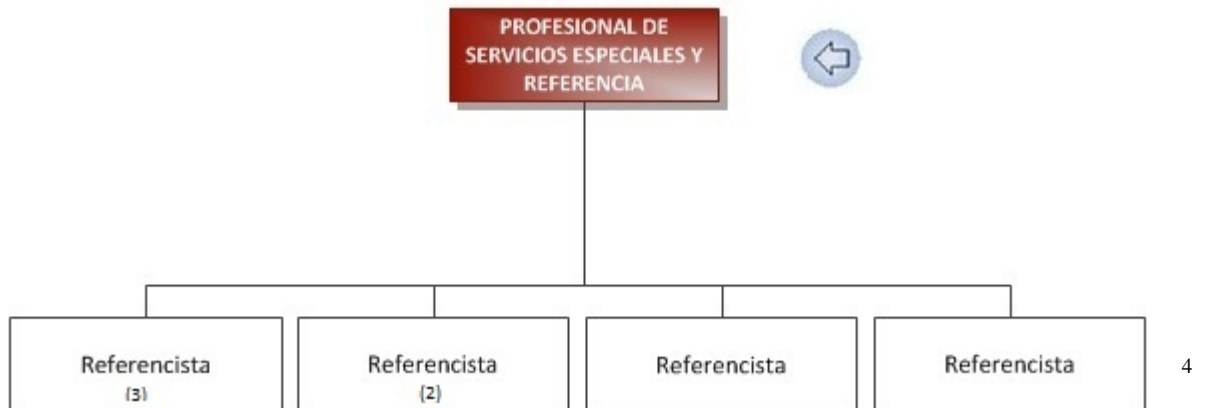 PROFESIONAL DE
SERVICIOS ESPECIALES Y
REFERENCIA
Referencista
(3)
Referencista
(2)
Referencista
Referencista
4